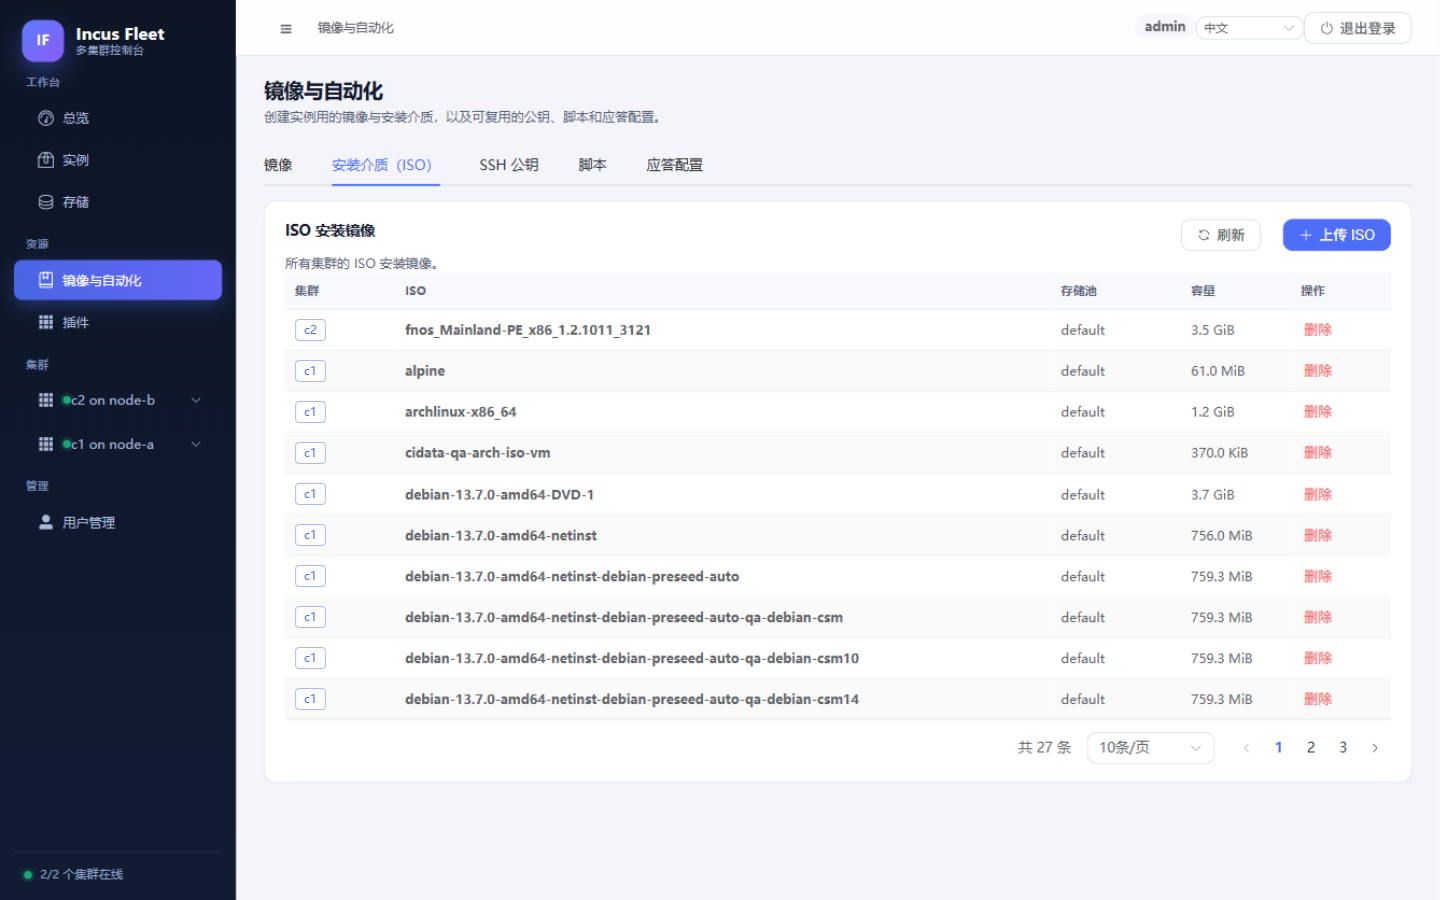 IF
Incus Fleet
多集群控制台
工作台
总览
实例
存储
资源
镜像与自动化
插件
集群
c2 on node-b
c1 on node-a
管理
用户管理
2/2 个集群在线
镜像与自动化
admin
中文
退出登录
镜像与自动化
创建实例用的镜像与安装介质，以及可复用的公钥、脚本和应答配置。
镜像 安装介质（ISO） SSH 公钥 脚本 应答配置
ISO 安装镜像
刷新
上传 ISO
所有集群的 ISO 安装镜像。
集群 ISO 存储池 容量 操作
c2 fnos_Mainland-PE_x86_1.2.1011_3121 default 3.5 GiB 删除
c1 alpine default 61.0 MiB 删除
c1 archlinux-x86_64 default 1.2 GiB 删除
c1 cidata-qa-arch-iso-vm default 370.0 KiB 删除
c1 debian-13.7.0-amd64-DVD-1 default 3.7 GiB 删除
c1 debian-13.7.0-amd64-netinst default 756.0 MiB 删除
c1 debian-13.7.0-amd64-netinst-debian-preseed-auto default 759.3 MiB 删除
c1 debian-13.7.0-amd64-netinst-debian-preseed-auto-qa-debian-csm default 759.3 MiB 删除
c1 debian-13.7.0-amd64-netinst-debian-preseed-auto-qa-debian-csm10 default 759.3 MiB 删除
c1 debian-13.7.0-amd64-netinst-debian-preseed-auto-qa-debian-csm14 default 759.3 MiB 删除
共 27 条 10条/页 1 2 3